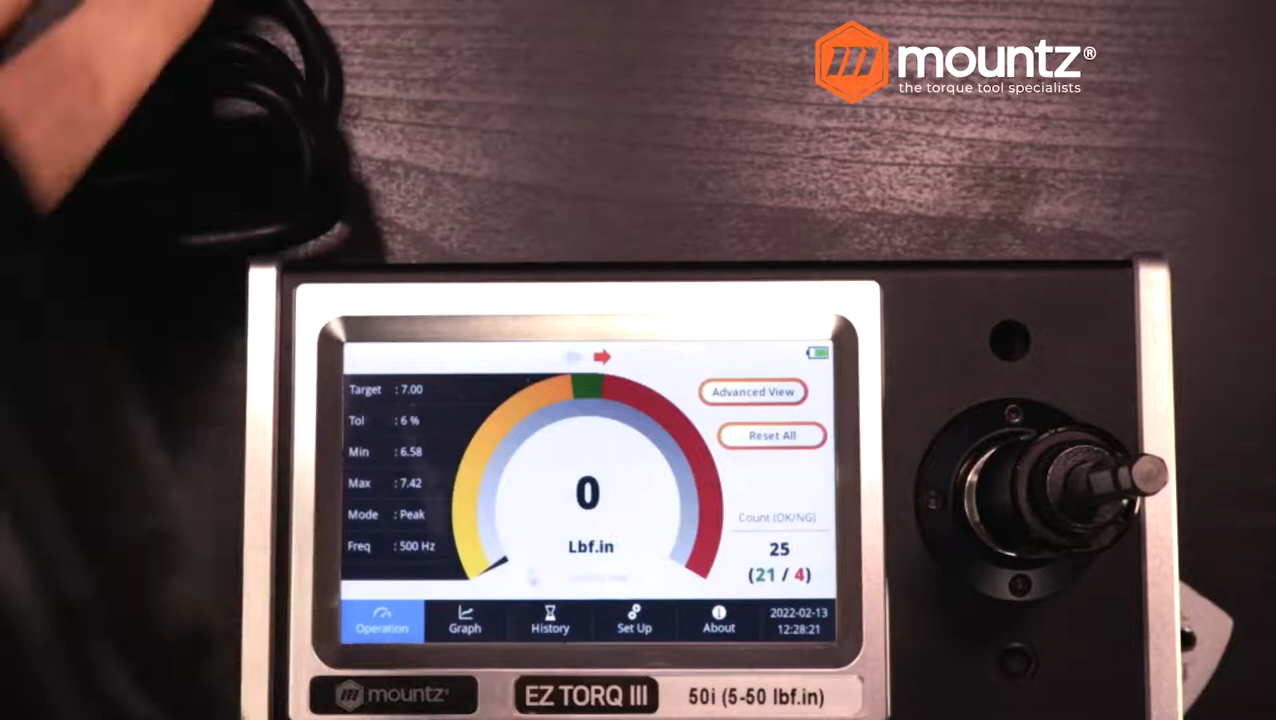 mountz®
the torque tool specialists
Target : 7.00
Tol : 6 %
Min : 6.58
Max : 7.42
Mode : Peak
Freq : 500 Hz
0
Lbf.in
Advanced View
Reset All
Count (OK/NG)
25
(21 / 4)
Operation
Graph
History
Set Up
About
2022-02-13
12:28:21
mountz®
EZ TORQ III
50i (5-50 lbf.in)